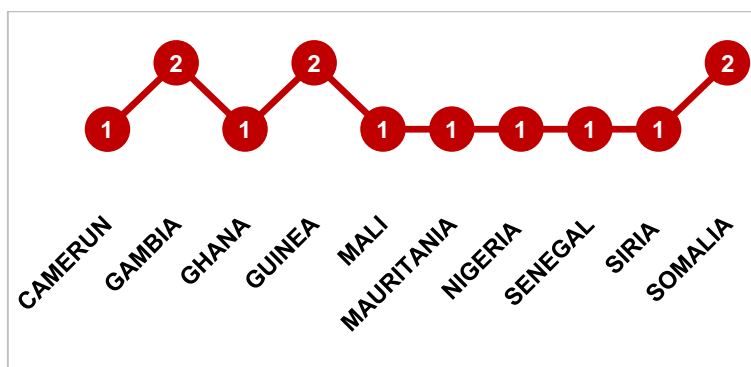 2 2 2
1 1 1 1 1 1 1
CAMERUN
GAMBIA
GHANA
GUINEA
MALI
MAURITANIA
NIGERIA
SENEGAL
SIRIA
SOMALIA